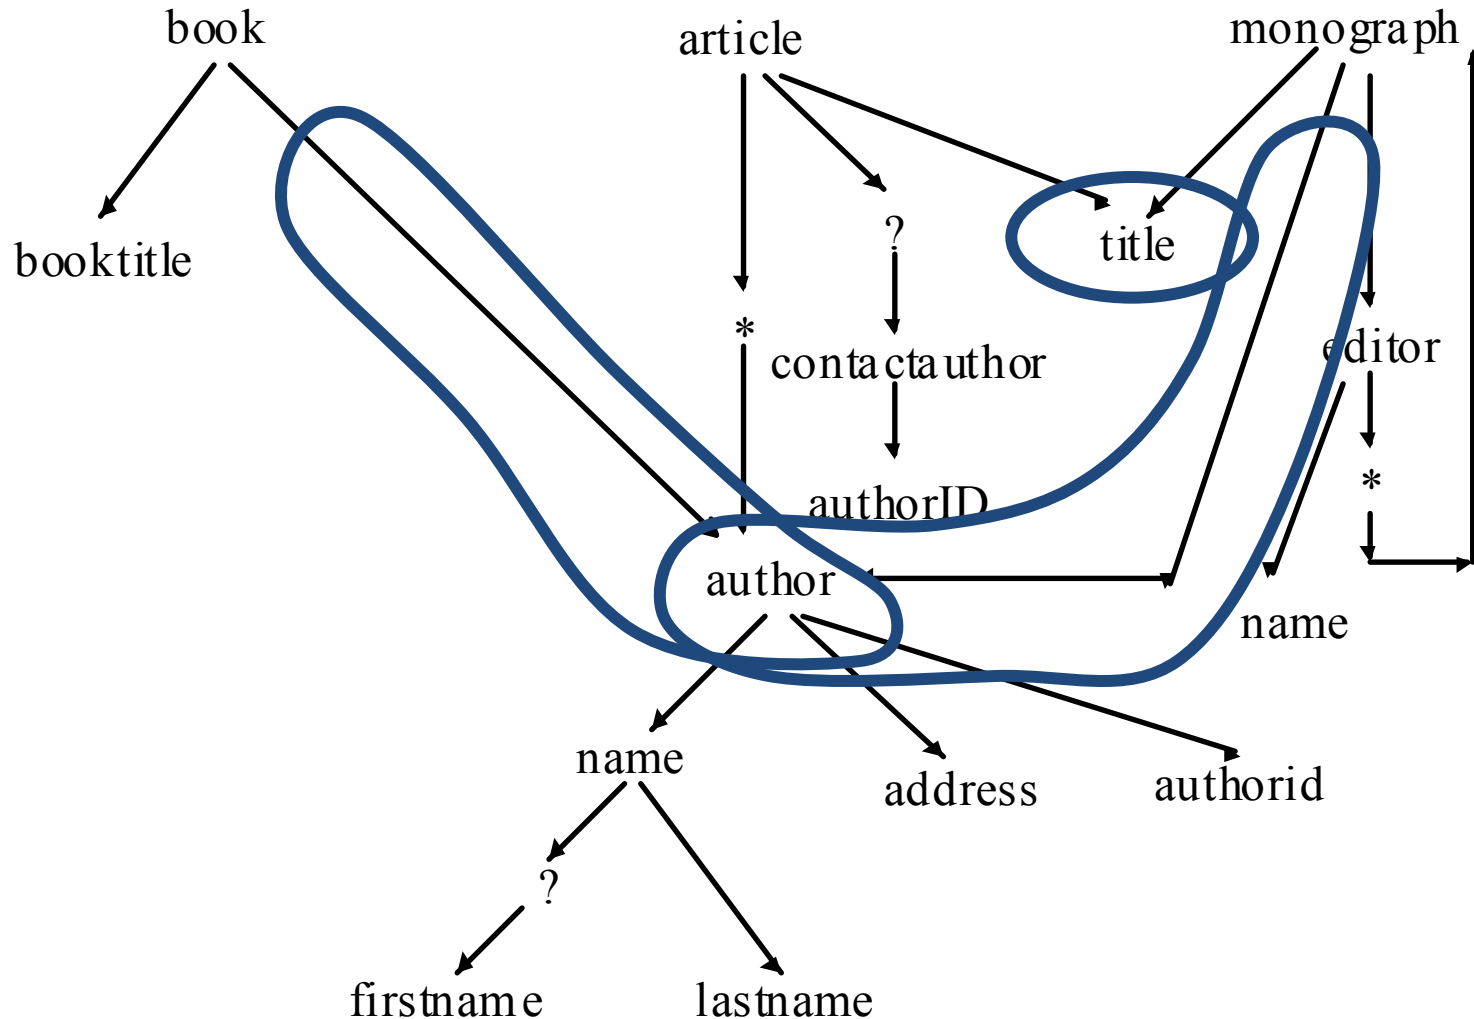 book
article
monograph
?
title
booktitle
*
contactauthor
editor
*
authorID
author
name
name
address
authorid
?
firstname
lastname